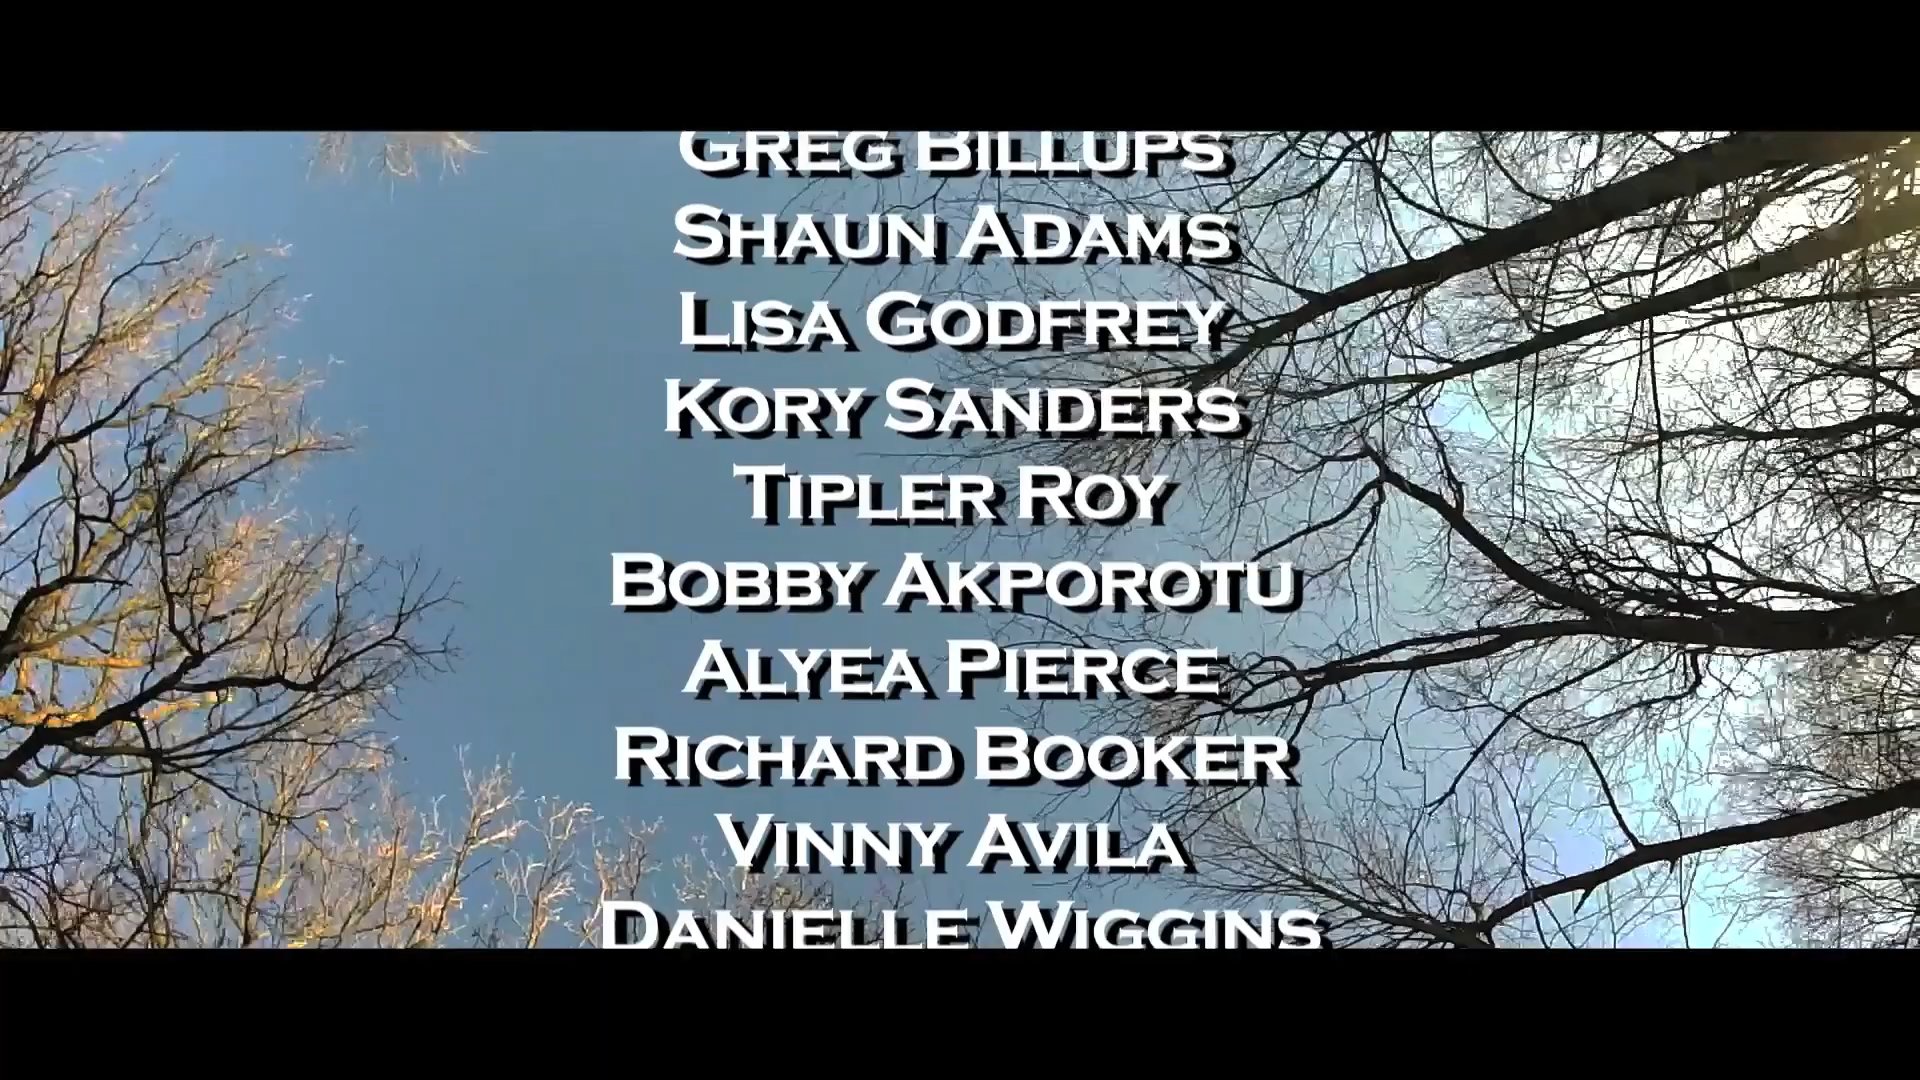 GREG BILLUPS
SHAUN ADAMS
LISA GODFREY
KORY SANDERS
TIPLER ROY
BOBBY AKPOROTU
ALYEA PIERCE
RICHARD BOOKER
VINNY AVILA
DANIELLE WIGGINS